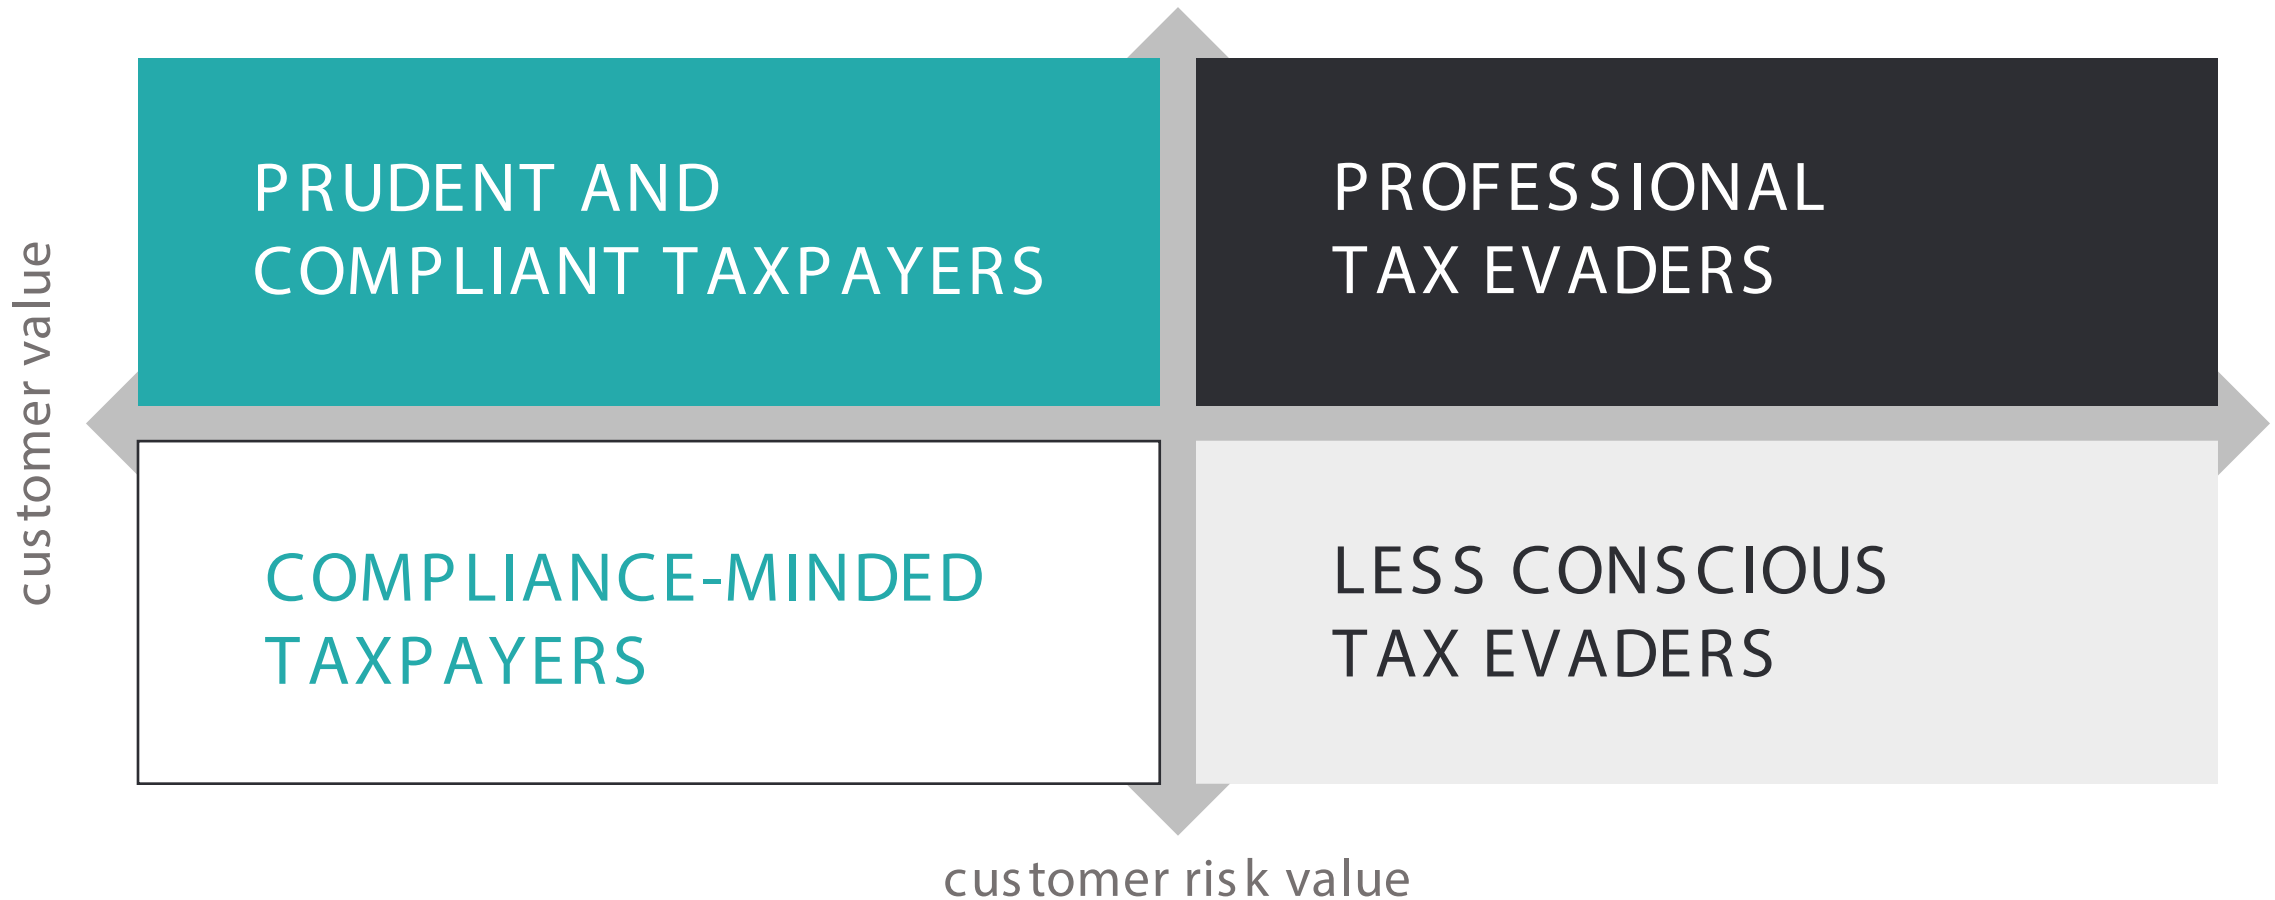 PRUDENT AND
COMPLIANT TAXPAYERS
PROFESSIONAL
TAX EVADERS
customer value
COMPLIANCE-MINDED
TAXPAYERS
LESS CONSCIOUS
TAX EVADERS
customer risk value